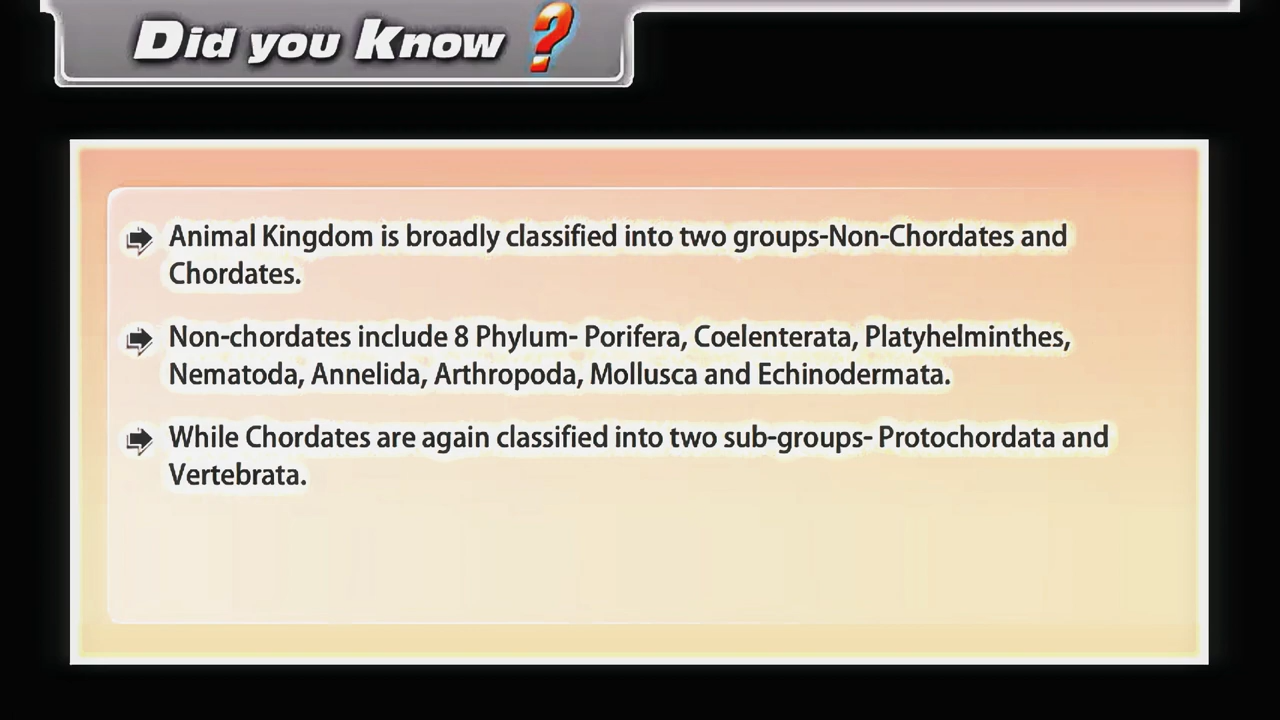 Did you Know ?
Animal Kingdom is broadly classified into two groups-Non-Chordates and
Chordates.
Non-chordates include 8 Phylum- Porifera, Coelenterata, Platyhelminthes,
Nematoda, Annelida, Arthropoda, Mollusca and Echinodermata.
While Chordates are again classified into two sub-groups- Protochordata and
Vertebrata.